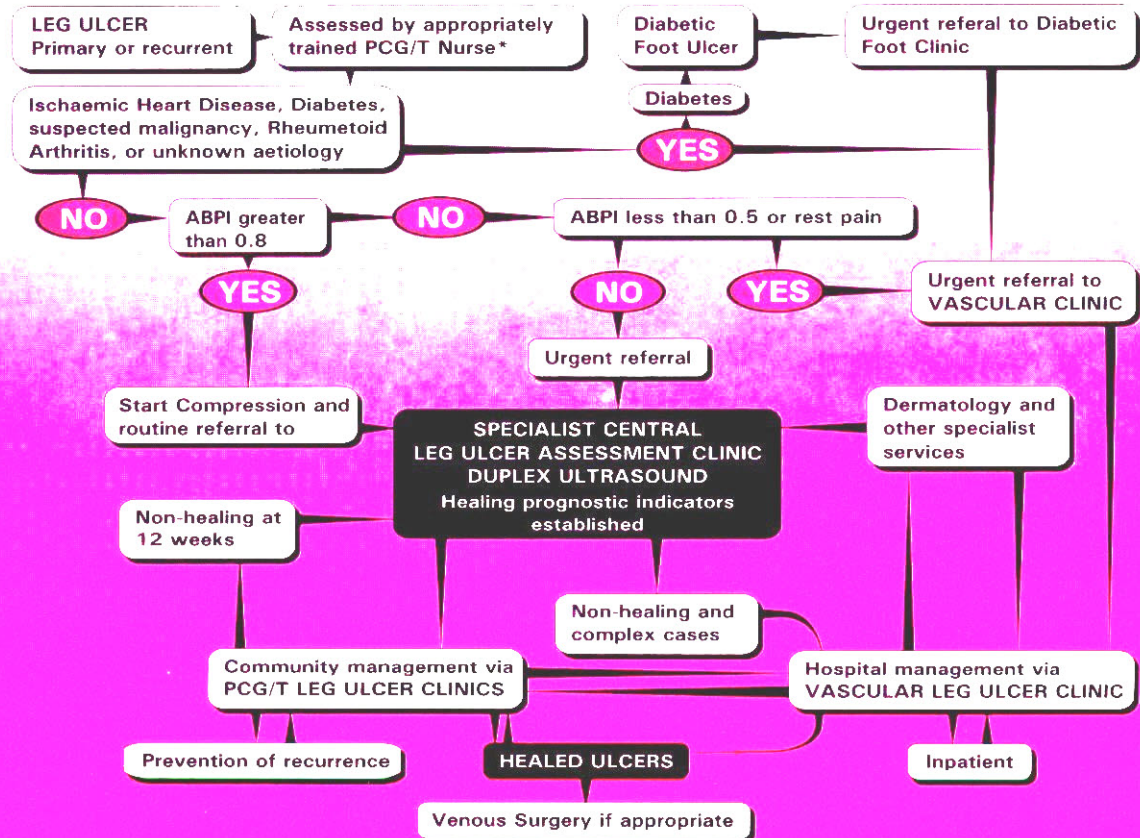 LEG ULCER
Primary or recurrent
Assessed by appropriately
trained PCG/T Nurse*
Diabetic
Foot Ulcer
Urgent referal to Diabetic
Foot Clinic
Diabetes
Ischaemic Heart Disease, Diabetes,
suspected malignancy, Rheumetoid
Arthritis, or unknown aetiology
YES
NO
ABPI greater
than 0.8
NO
ABPI less than 0.5 or rest pain
YES
NO
YES
Urgent referral to
VASCULAR CLINIC
Urgent referral
Start Compression and
routine referral to
SPECIALIST CENTRAL
LEG ULCER ASSESSMENT CLINIC
DUPLEX ULTRASOUND
Healing prognostic indicators
established
Dermatology and
other specialist
services
Non-healing at
12 weeks
Non-healing and
complex cases
Community management via
PCG/T LEG ULCER CLINICS
Hospital management via
VASCULAR LEG ULCER CLINIC
Prevention of recurrence
HEALED ULCERS
Inpatient
Venous Surgery if appropriate